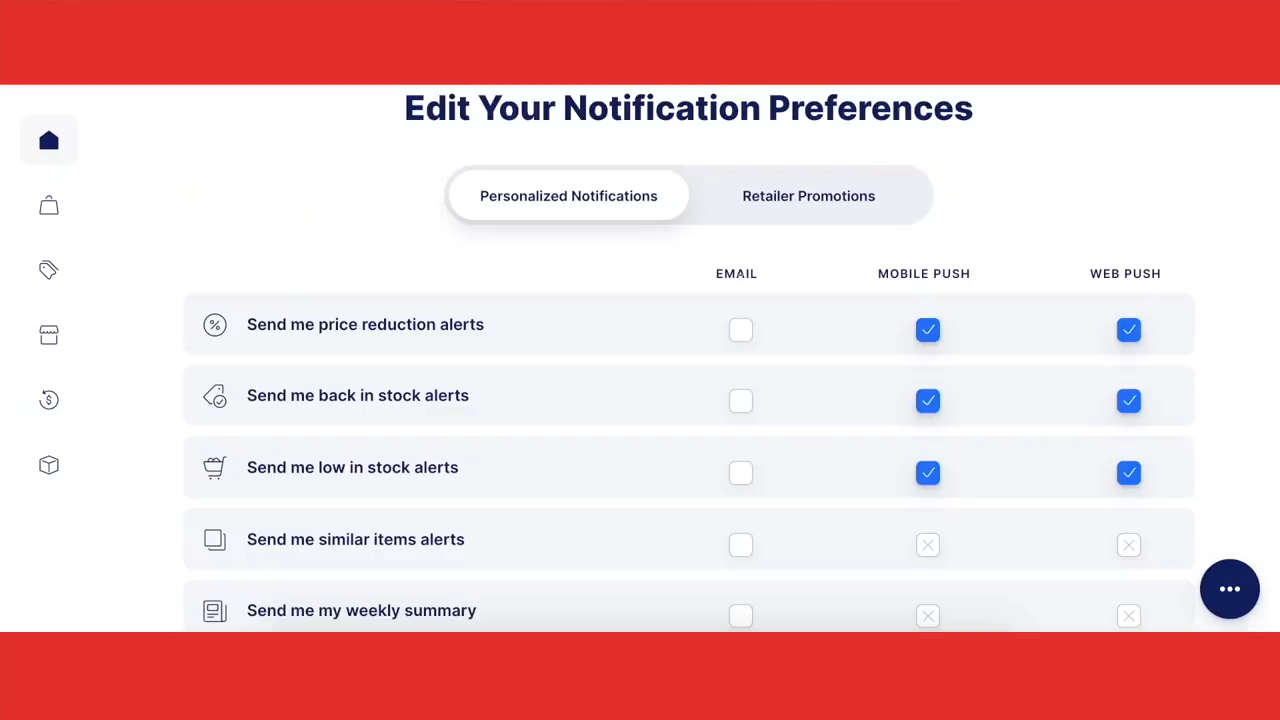 Edit Your Notification Preferences
Personalized Notifications
Retailer Promotions
EMAIL
MOBILE PUSH
WEB PUSH
Send me price reduction alerts
Send me back in stock alerts
Send me low in stock alerts
Send me similar items alerts
Send me my weekly summary